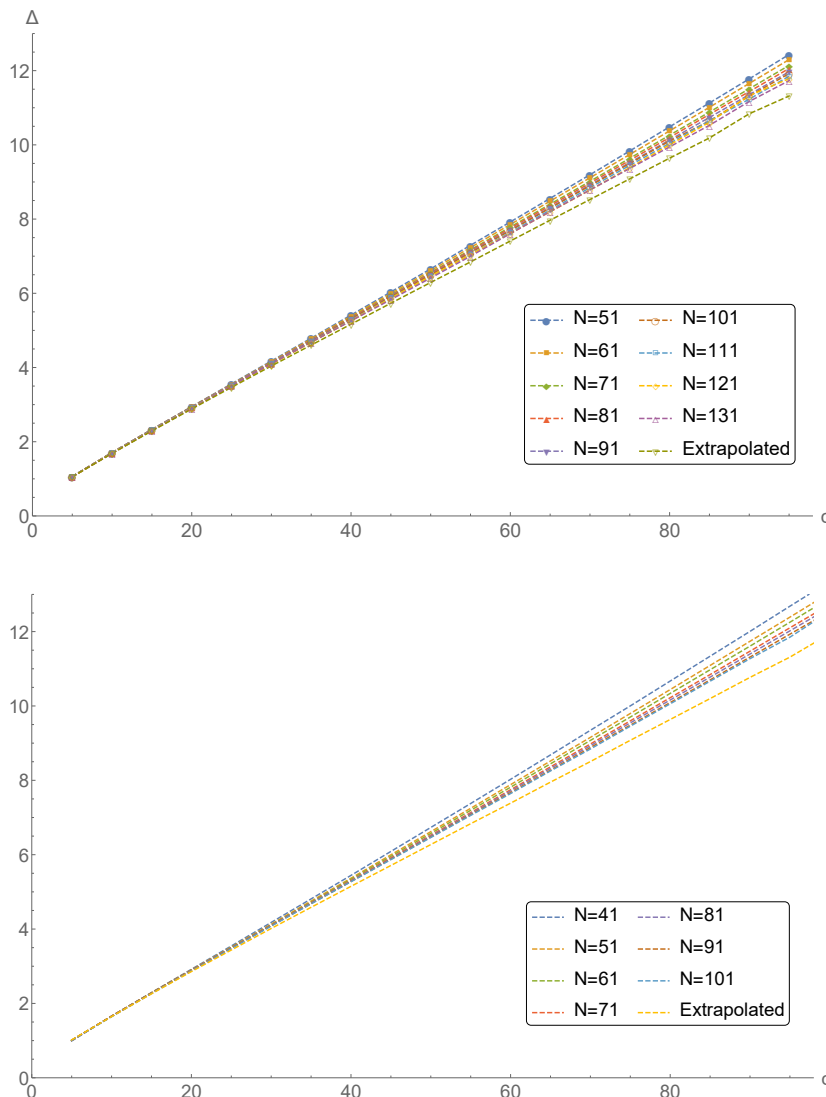 Δ
12
10
8
6
4
2
0
N=51 N=101
N=61 N=111
N=71 N=121
N=81 N=131
N=91 Extrapolated
0 20 40 60 80
12
10
8
6
4
2
0
N=41 N=81
N=51 N=91
N=61 N=101
N=71 Extrapolated
0 20 40 60 80